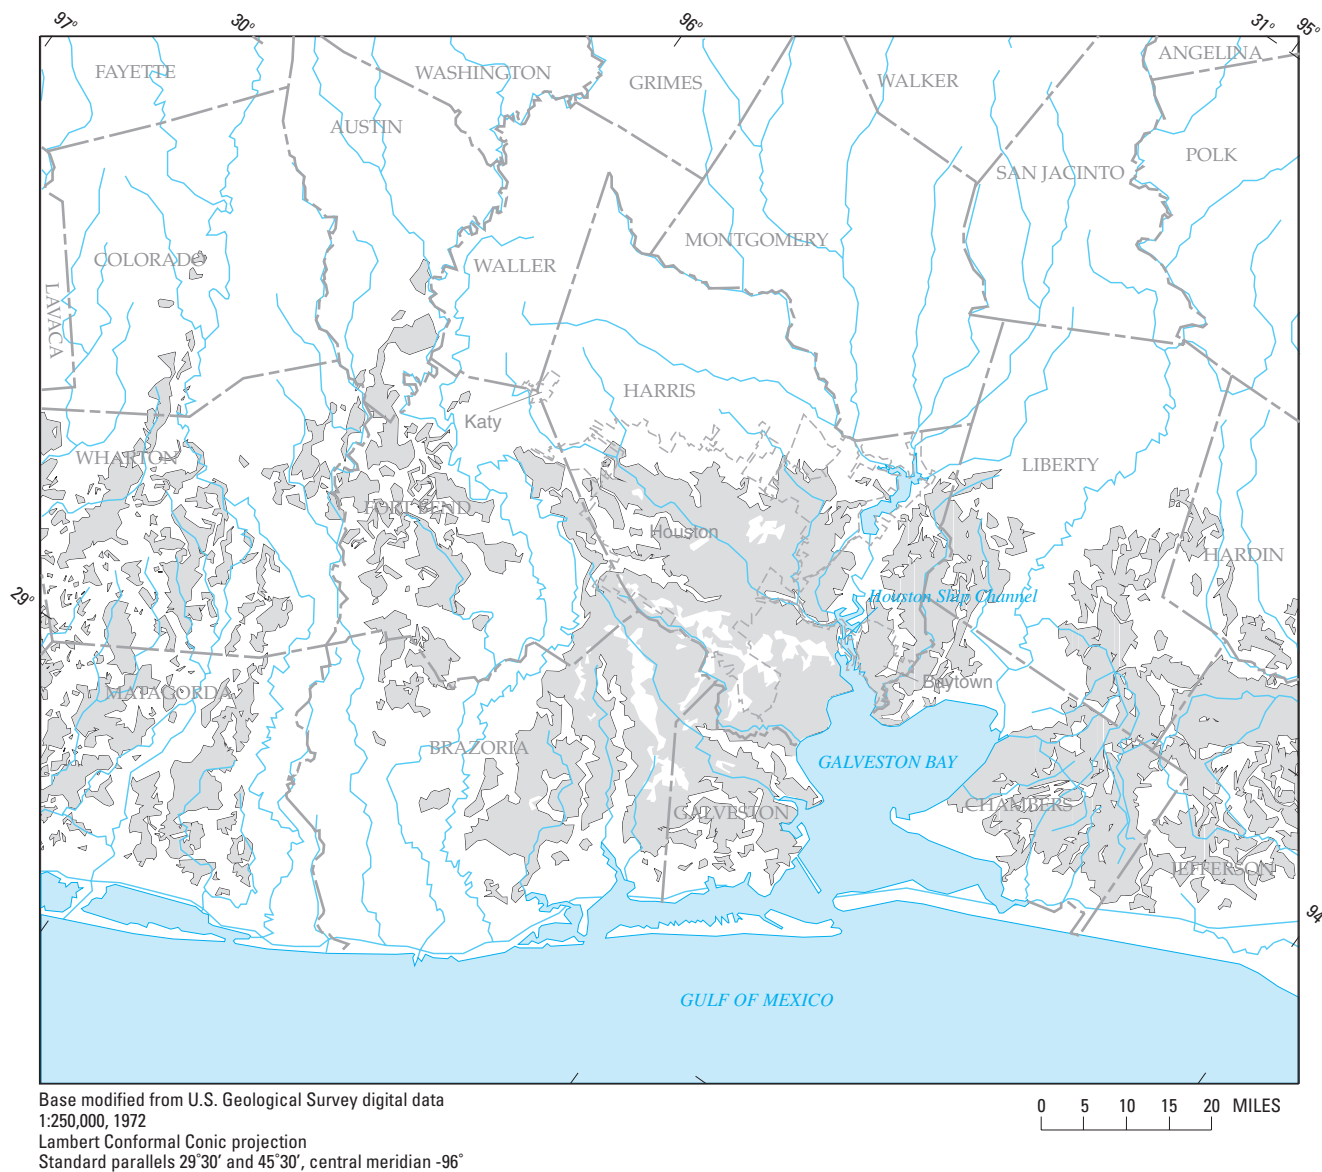 97°
30°
96°
31°
95°
ANGELINA
FAYETTE
WASHINGTON
GRIMES
WALKER
AUSTIN
POLK
SAN JACINTO
MONTGOMERY
COLORADO
WALLER
LAVACA
HARRIS
Katy
WHARTON
LIBERTY
FORT BEND
Houston
HARDIN
29°
Houston Ship Channel
Baytown
MATAGORDA
BRAZORIA
GALVESTON BAY
CHAMBERS
GALVESTON
JEFFERSON
94
GULF OF MEXICO
Base modified from U.S. Geological Survey digital data
1:250,000, 1972
Lambert Conformal Conic projection
Standard parallels 29°30′ and 45°30′, central meridian -96°
0 5 10 15 20 MILES